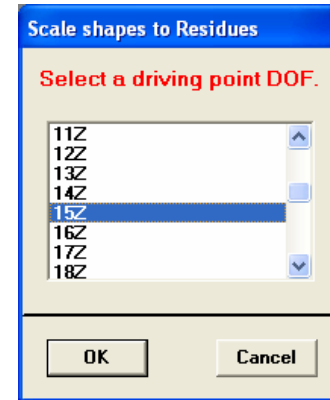 Scale shapes to Residues
Select a driving point DOF.
11Z
12Z
13Z
14Z
15Z
16Z
17Z
18Z
OK Cancel